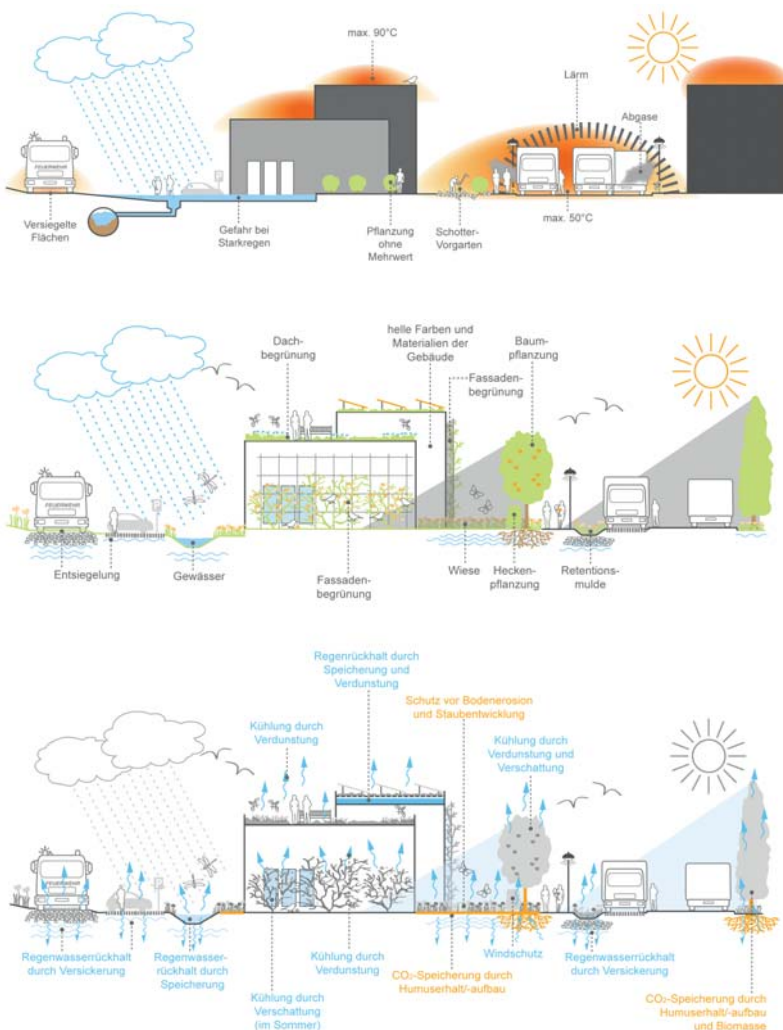 max. 90°C
Lärm
Abgase
FEUERWEHR
Versiegelte
Flächen
Gefahr bei
Starkregen
Pflanzung
ohne
Mehrwert
Schotter-
Vorgarten
max. 50°C
Dach-
begrünung
helle Farben und
Materialien der
Gebäude
Baum-
pflanzung
Fassaden-
begrünung
FEUERWEHR
Entsiegelung
Gewässer
Fassaden-
begrünung
Wiese
Hecken-
pflanzung
Retentions-
mulde
Regenrückhalt durch
Speicherung und
Verdunstung
Schutz vor Bodenerosion
und Staubentwicklung
Kühlung durch
Verdunstung
Kühlung durch
Verdunstung und
Verschattung
FEUERWEHR
Regenwasserrückhalt
durch Versickerung
Regenwasser-
rückhalt durch
Speicherung
Kühlung durch
Verschattung
(im Sommer)
Kühlung durch
Verdunstung
CO₂-Speicherung durch
Humuserhalt/-aufbau
Windschutz
Regenwasserrückhalt
durch Versickerung
CO₂-Speicherung durch
Humuserhalt/-aufbau
und Biomasse